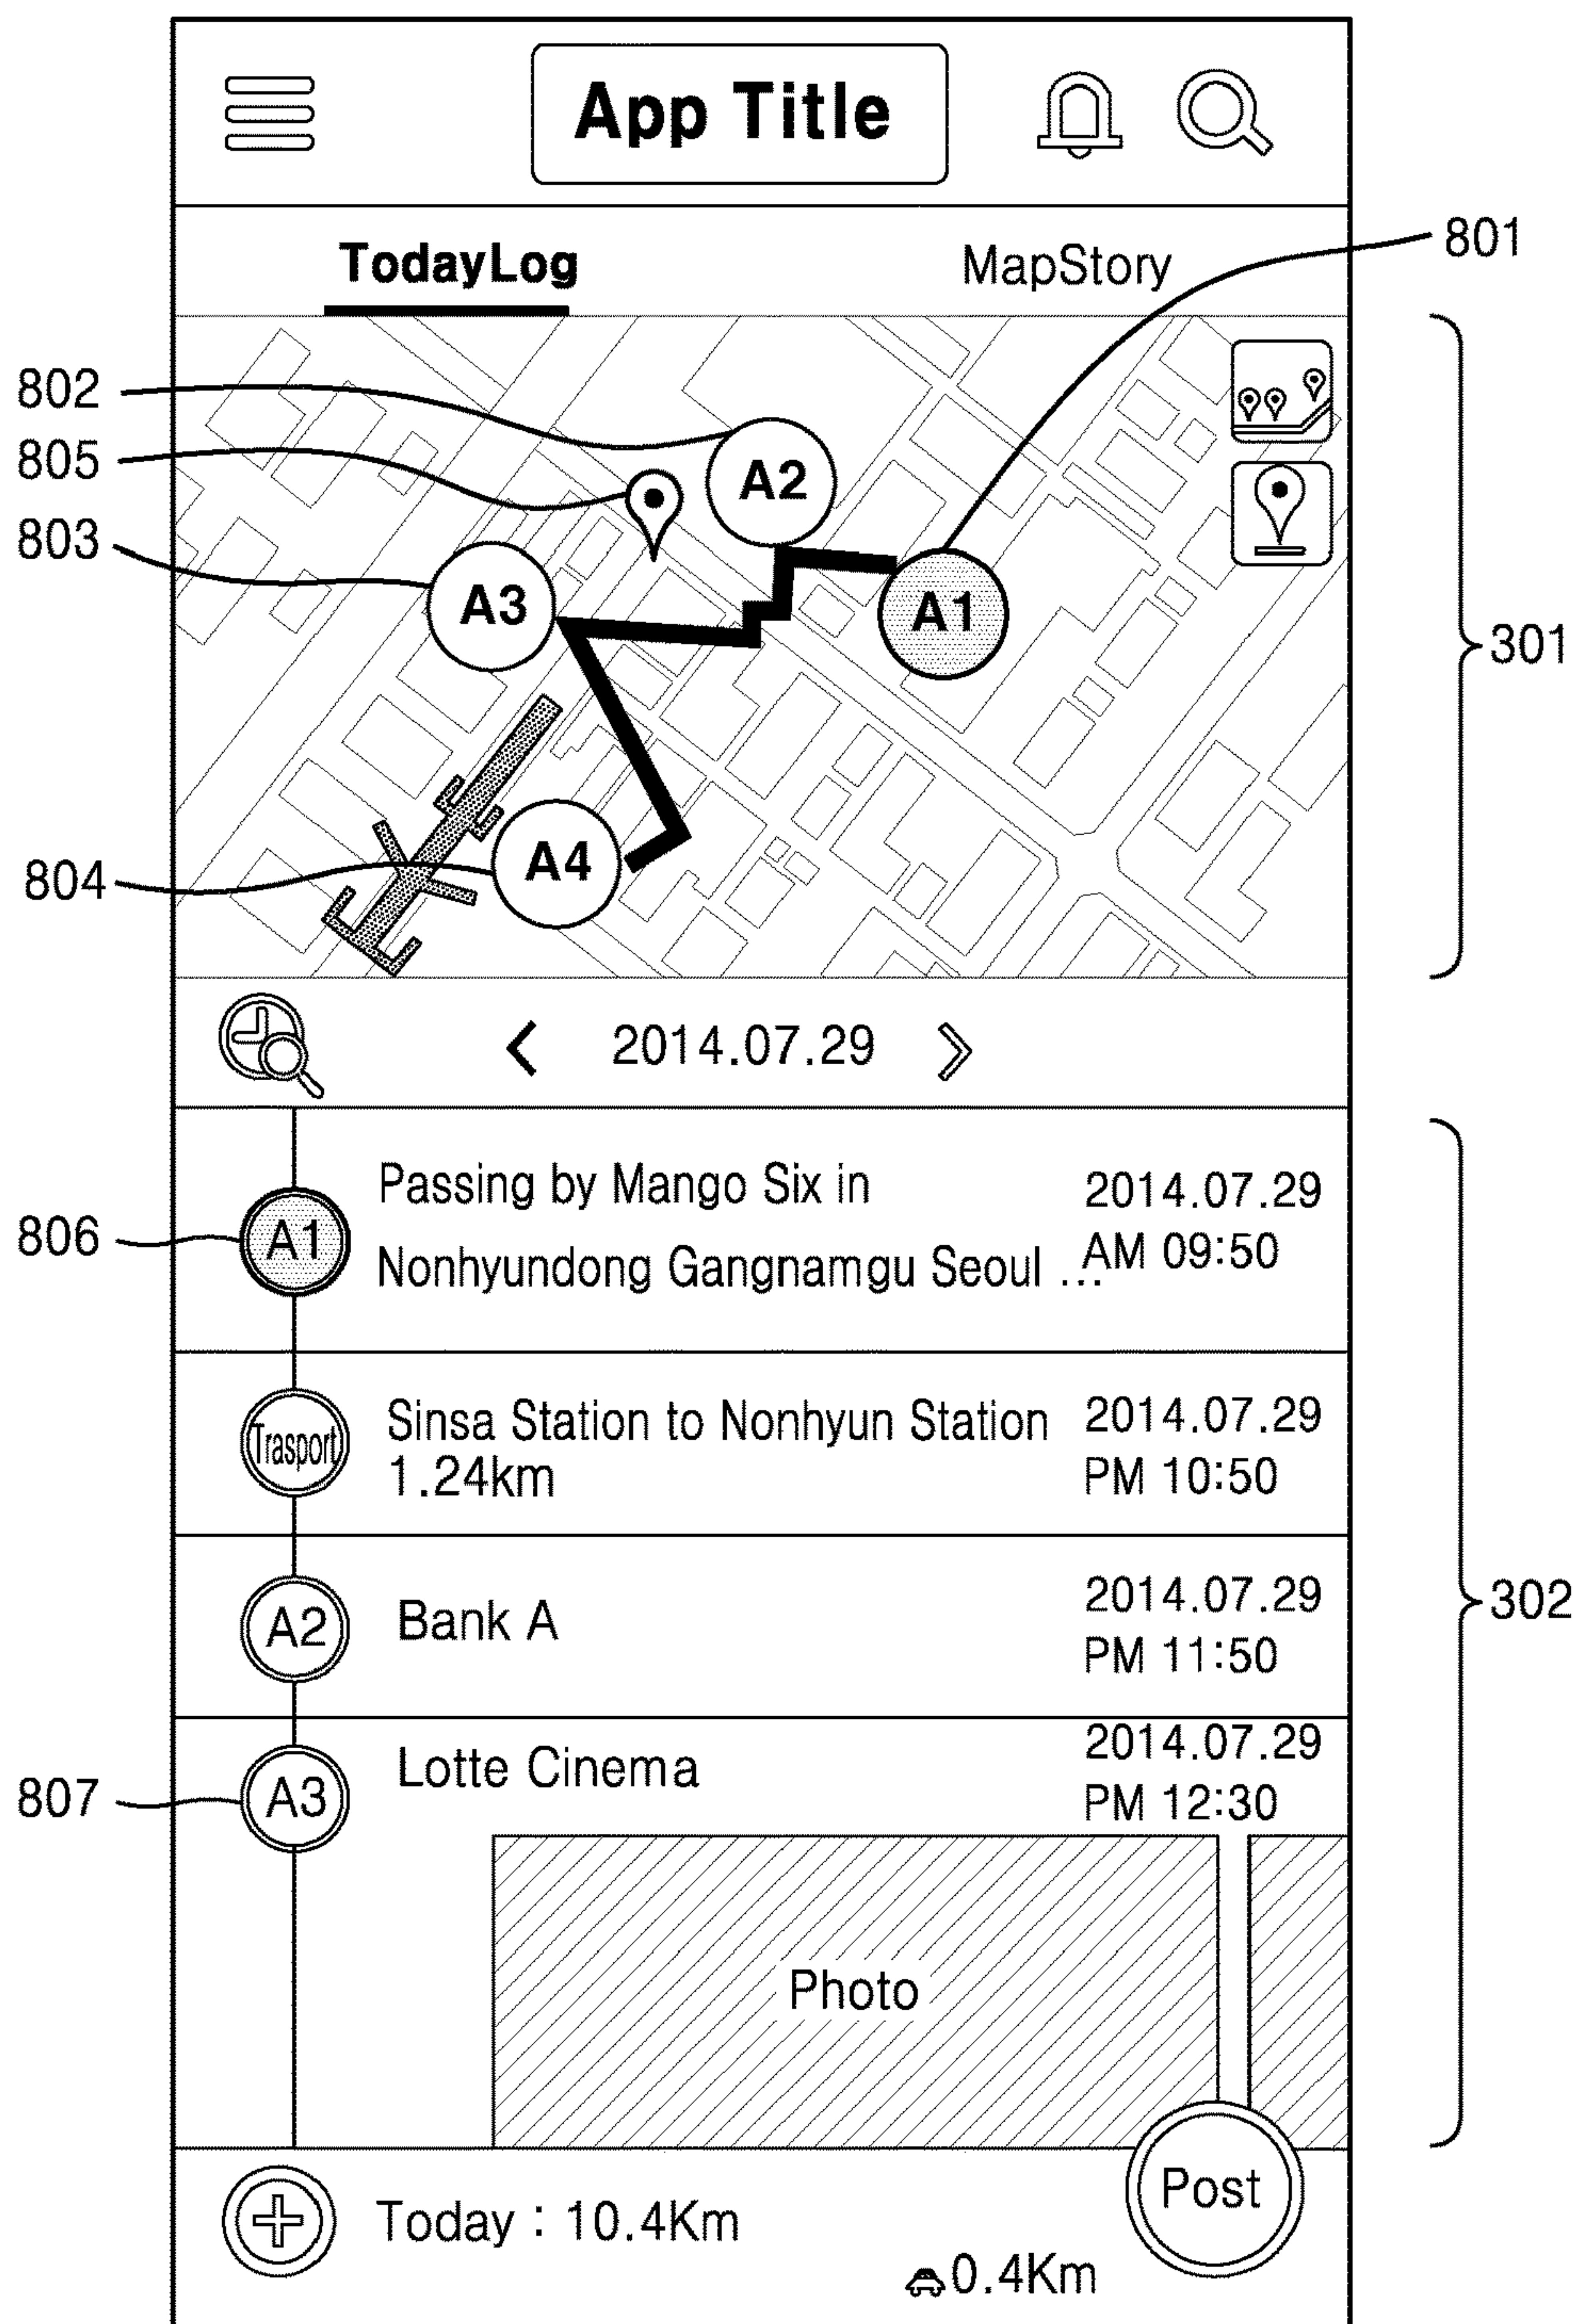 App Title
TodayLog
MapStory
801
802
A2
805
803
A3
A1
301
804
A4
2014.07.29
Passing by Mango Six in
2014.07.29
806
A1
Nonhyundong Gangnamgu Seoul ...
AM 09:50
Trasport
Sinsa Station to Nonhyun Station
2014.07.29
1.24km
PM 10:50
A2
Bank A
2014.07.29
PM 11:50
302
807
A3
Lotte Cinema
2014.07.29
PM 12:30
Photo
Post
Today : 10.4Km
0.4Km